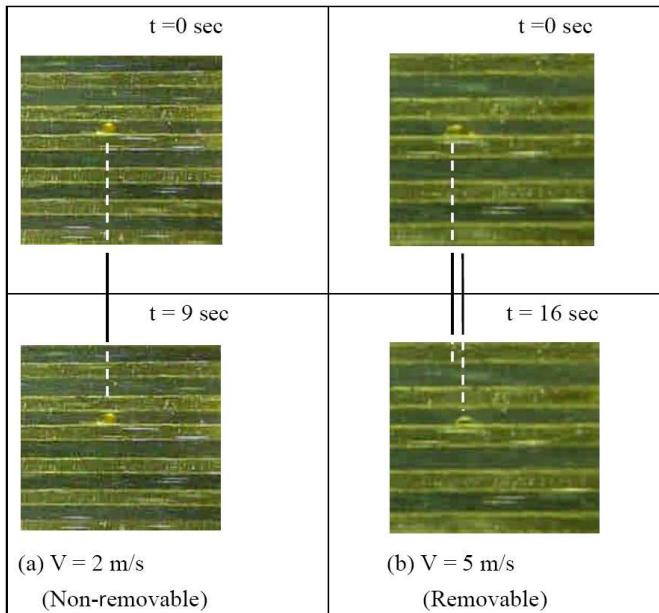 t =0 sec
t =0 sec
t = 9 sec
t = 16 sec
(a) V = 2 m/s
(Non-removable)
(b) V = 5 m/s
(Removable)